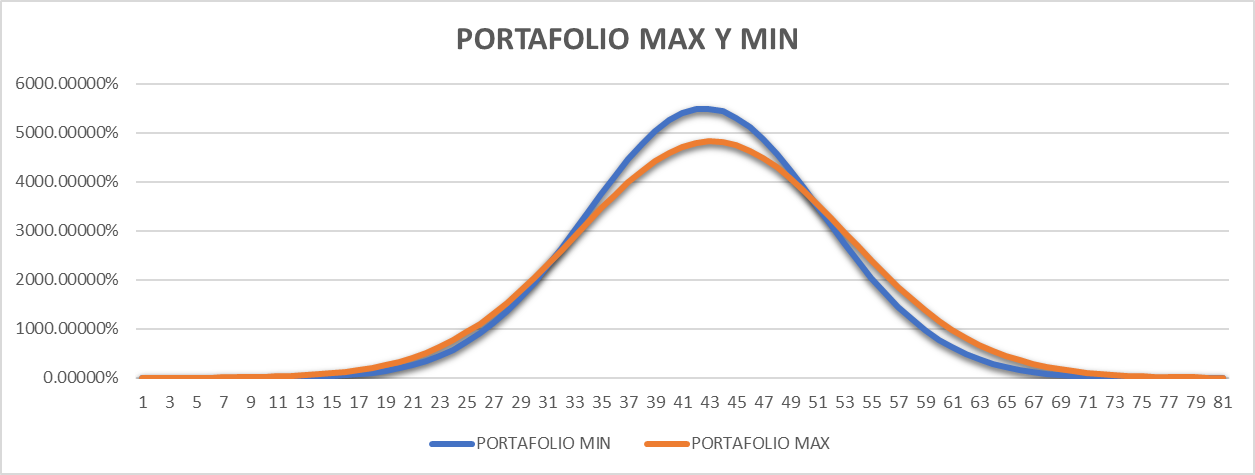 PORTAFOLIO MAX Y MIN
6000.00000%
5000.00000%
4000.00000%
3000.00000%
2000.00000%
1000.00000%
0.00000%
1 3 5 7 9 11 13 15 17 19 21 23 25 27 29 31 33 35 37 39 41 43 45 47 49 51 53 55 57 59 61 63 65 67 69 71 73 75 77 79 81
PORTAFOLIO MIN PORTAFOLIO MAX